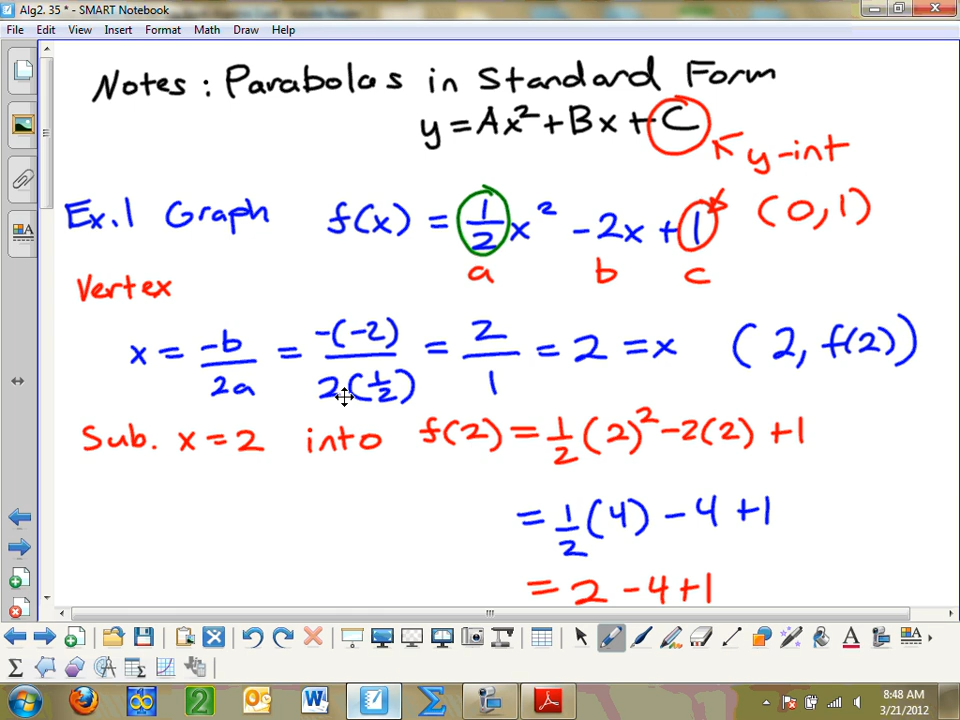 Alg2. 35 * - SMART Notebook
File Edit View Insert Format Math Draw Help
Notes: Parabolas in Standard Form
y = Ax² + Bx + C
y-int
Ex.1 Graph f(x) = 1/2 x² - 2x + 1 (0,1)
a b c
Vertex
x = -b/2a = -(-2)/2(1/2) = 2/1 = 2 = x (2, f(2))
Sub. x = 2 into f(2) = 1/2 (2)² - 2(2) + 1
= 1/2 (4) - 4 + 1
= 2 - 4 + 1
8:48 AM
3/21/2012